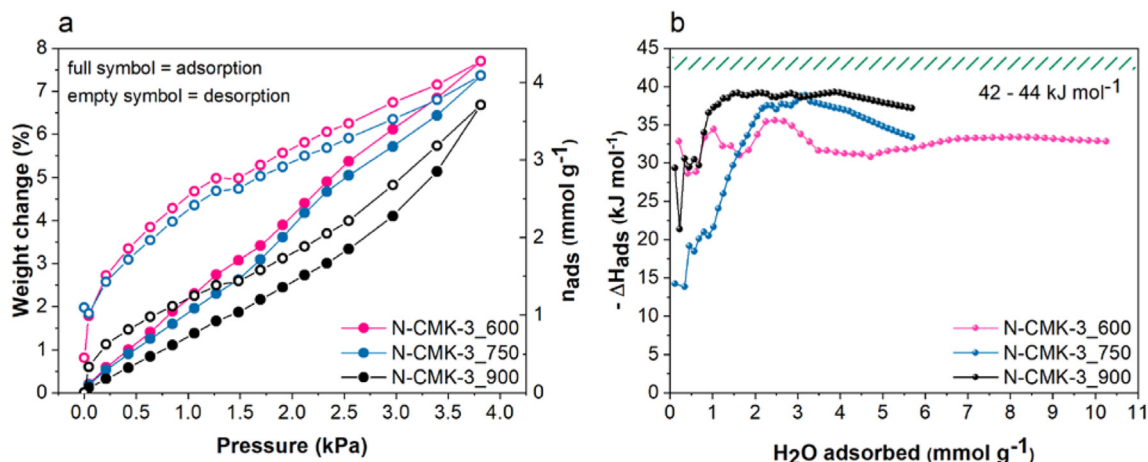 a
full symbol = adsorption
empty symbol = desorption
Weight change (%)
8
7
6
5
4
3
2
1
0
4
3
2
1
0
nads (mmol g-1)
N-CMK-3_600
N-CMK-3_750
N-CMK-3_900
0.0 0.5 1.0 1.5 2.0 2.5 3.0 3.5 4.0
Pressure (kPa)
b
- ΔHads (kJ mol-1)
45
40
35
30
25
20
15
10
5
0
42 - 44 kJ mol-1
N-CMK-3_600
N-CMK-3_750
N-CMK-3_900
0 1 2 3 4 5 6 7 8 9 10 11
H2O adsorbed (mmol g-1)